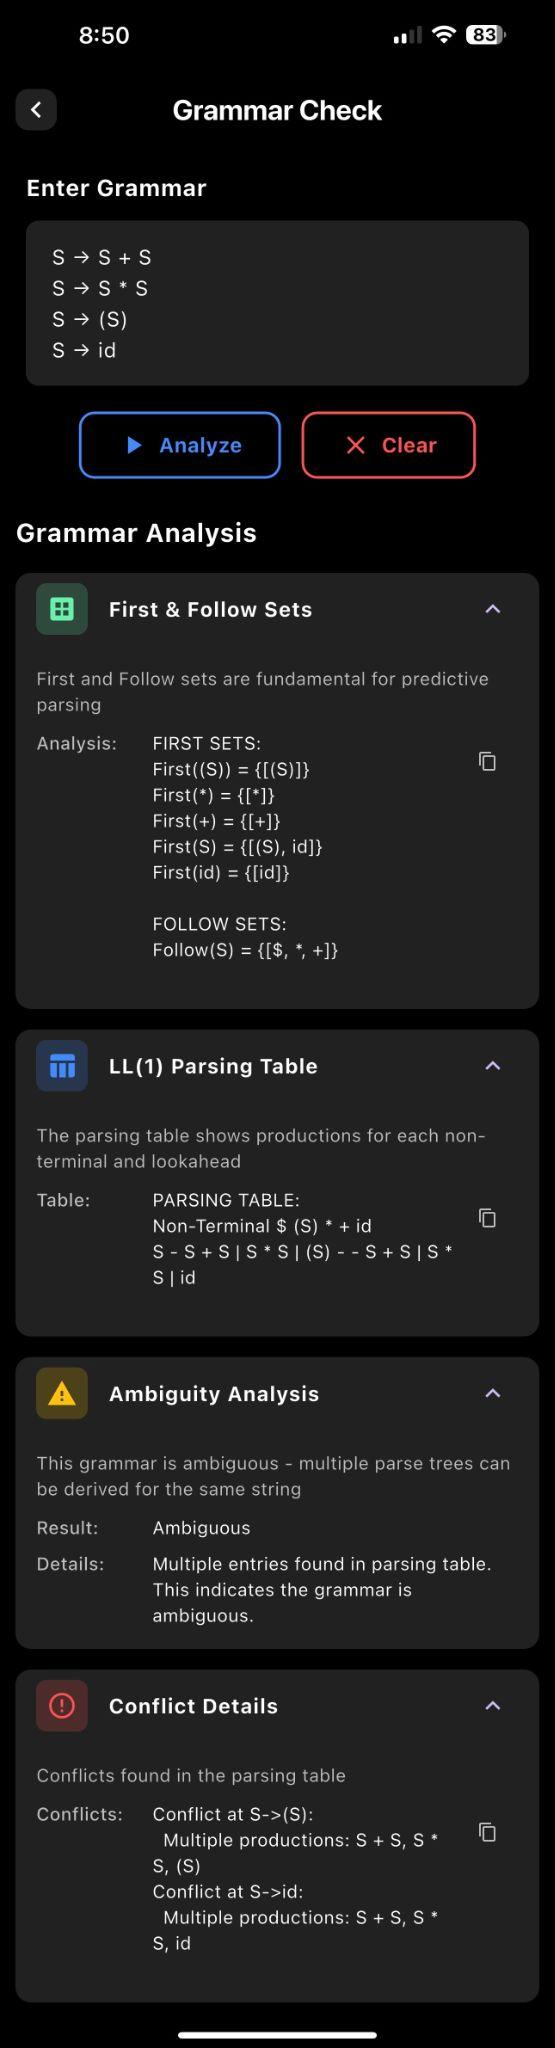 8:50
83
Grammar Check
Enter Grammar
S → S + S
S → S * S
S → (S)
S → id
Analyze
Clear
Grammar Analysis
First & Follow Sets
First and Follow sets are fundamental for predictive
parsing
Analysis:
FIRST SETS:
First((S)) = {[(S)]}
First(*) = {[*]}
First(+) = {[+]}
First(S) = {[(S), id]}
First(id) = {[id]}
FOLLOW SETS:
Follow(S) = {[$, *, +]}
LL(1) Parsing Table
The parsing table shows productions for each non-
terminal and lookahead
Table:
PARSING TABLE:
Non-Terminal $ (S) * + id
S - S + S | S * S | (S) - - S + S | S *
S | id
Ambiguity Analysis
This grammar is ambiguous - multiple parse trees can
be derived for the same string
Result: Ambiguous
Details: Multiple entries found in parsing table.
This indicates the grammar is
ambiguous.
Conflict Details
Conflicts found in the parsing table
Conflicts: Conflict at S->(S):
Multiple productions: S + S, S *
S, (S)
Conflict at S->id:
Multiple productions: S + S, S *
S, id